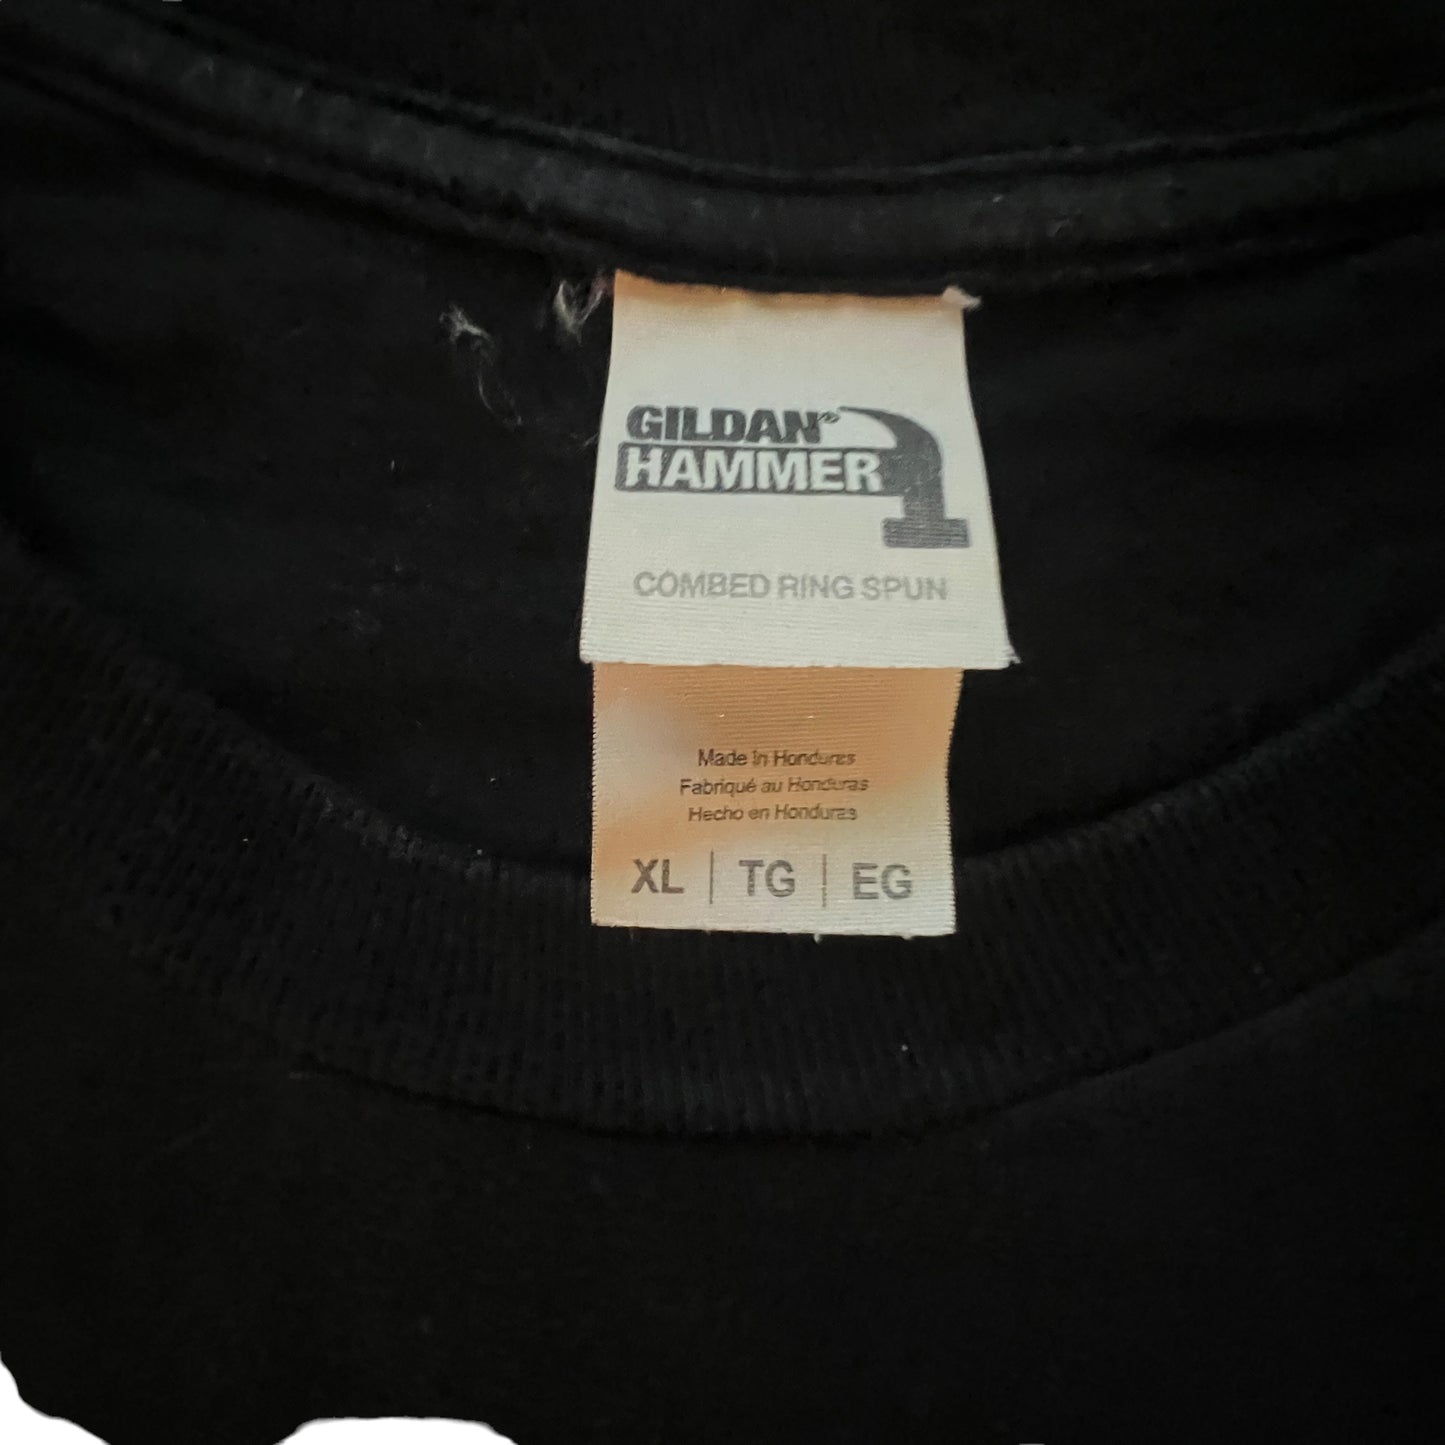 GILDAN®
HAMMER
COMBED RING SPUN
Made in Honduras
Fabriqué au Honduras
Hecho en Honduras
XL | TG | EG